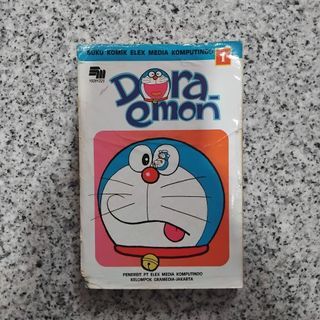 BUKU KOMIK ELEX MEDIA KOMPUTINDO
1
Dora
emon
PENERBIT PT ELEX MEDIA KOMPUTINDO
KELOMPOK GRAMEDIA-JAKARTA